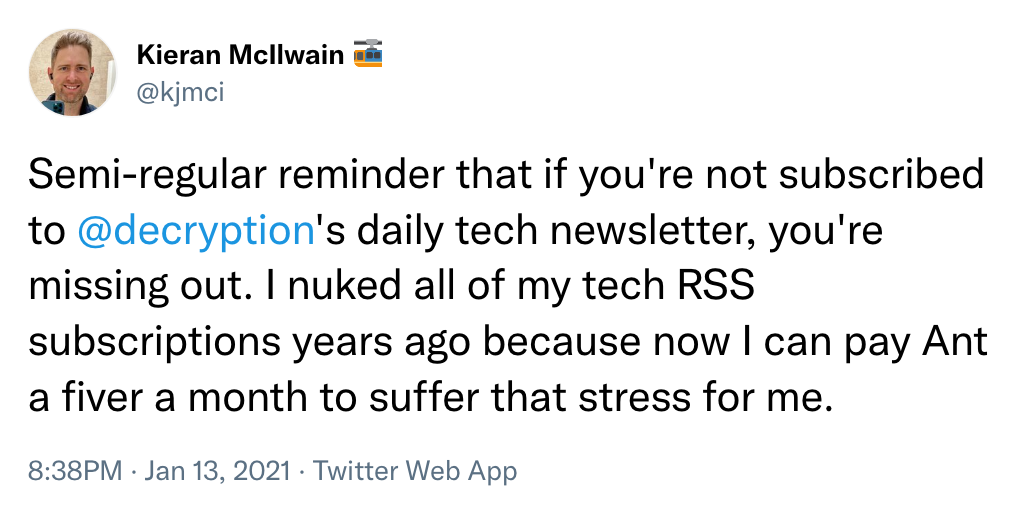 Kieran McIlwain 🚠
@kjmci
Semi-regular reminder that if you're not subscribed
to @decryption's daily tech newsletter, you're
missing out. I nuked all of my tech RSS
subscriptions years ago because now I can pay Ant
a fiver a month to suffer that stress for me.
8:38PM · Jan 13, 2021 · Twitter Web App